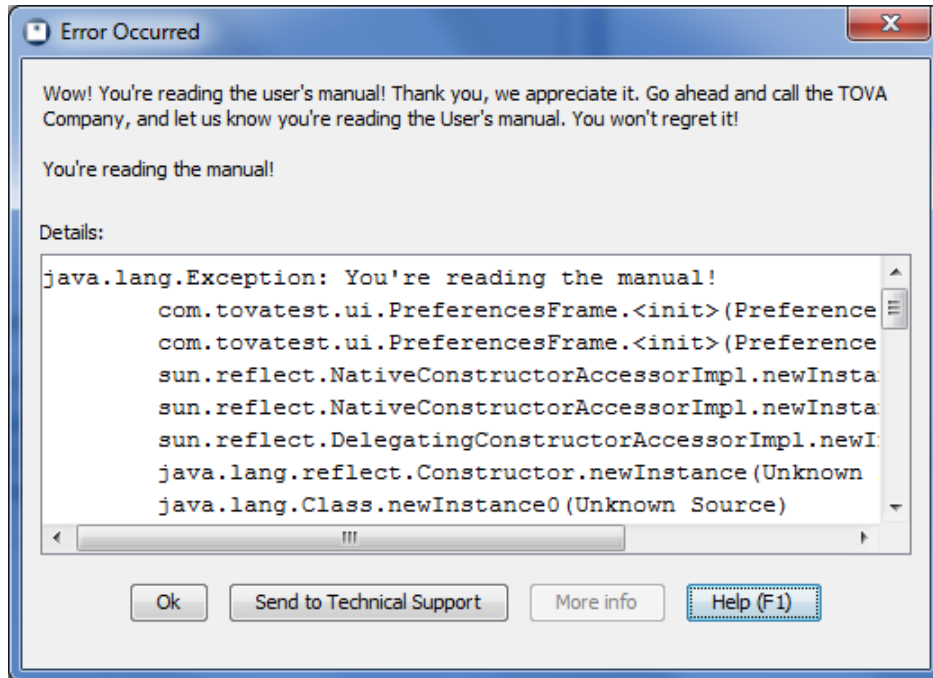 Error Occurred
Wow! You're reading the user's manual! Thank you, we appreciate it. Go ahead and call the TOVA
Company, and let us know you're reading the User's manual. You won't regret it!
You're reading the manual!
Details:
java.lang.Exception: You're reading the manual!
com.tovatest.ui.PreferencesFrame.<init>(Preference
com.tovatest.ui.PreferencesFrame.<init>(Preference
sun.reflect.NativeConstructorAccessorImpl.newInsta
sun.reflect.NativeConstructorAccessorImpl.newInsta
sun.reflect.DelegatingConstructorAccessorImpl.newI
java.lang.reflect.Constructor.newInstance(Unknown
java.lang.Class.newInstance0(Unknown Source)
Ok Send to Technical Support More info Help (F1)